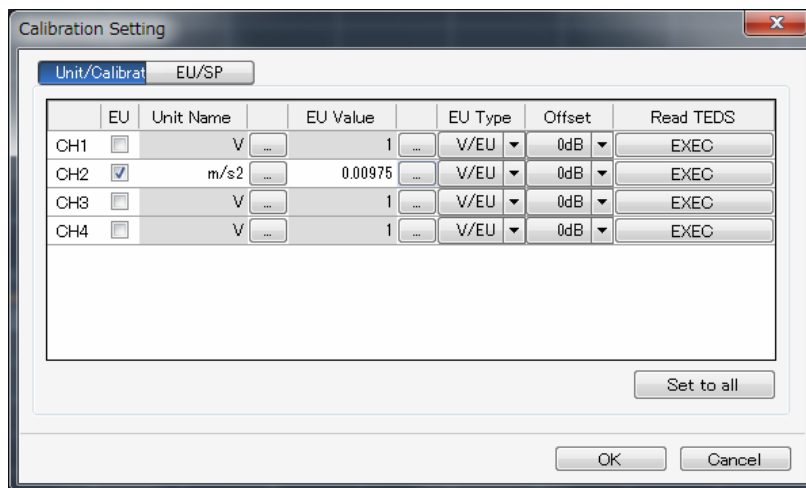 Calibration Setting
x
Unit/Calibrat EU/SP
EU Unit Name EU Value EU Type Offset Read TEDS
CH1 V ... 1 ... V/EU 0dB EXEC
CH2 m/s2 ... 0.00975 ... V/EU 0dB EXEC
CH3 V ... 1 ... V/EU 0dB EXEC
CH4 V ... 1 ... V/EU 0dB EXEC
Set to all
OK Cancel